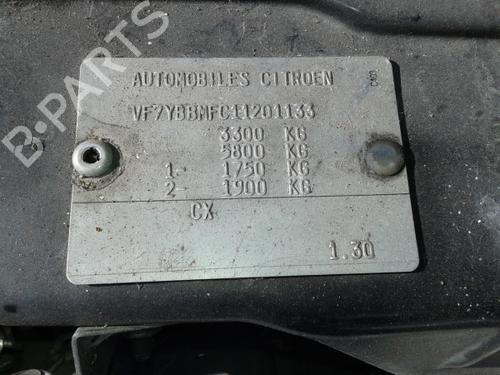 B-PARTS
AUTOMOBILES CITROEN
VF7YBBMFC11201133
3300 KG
5800 KG
1- 1750 KG
2- 1900 KG
CX
1.30